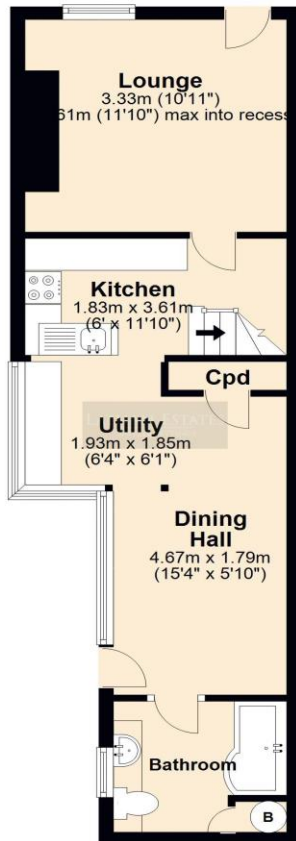 Lounge
3.33m (10'11")
61m (11'10") max into recess
Kitchen
1.83m x 3.61m
(6' x 11'10")
Cpd
Utility
1.93m x 1.85m
(6'4" x 6'1")
Dining
Hall
4.67m x 1.79m
(15'4" x 5'10")
Bathroom
B